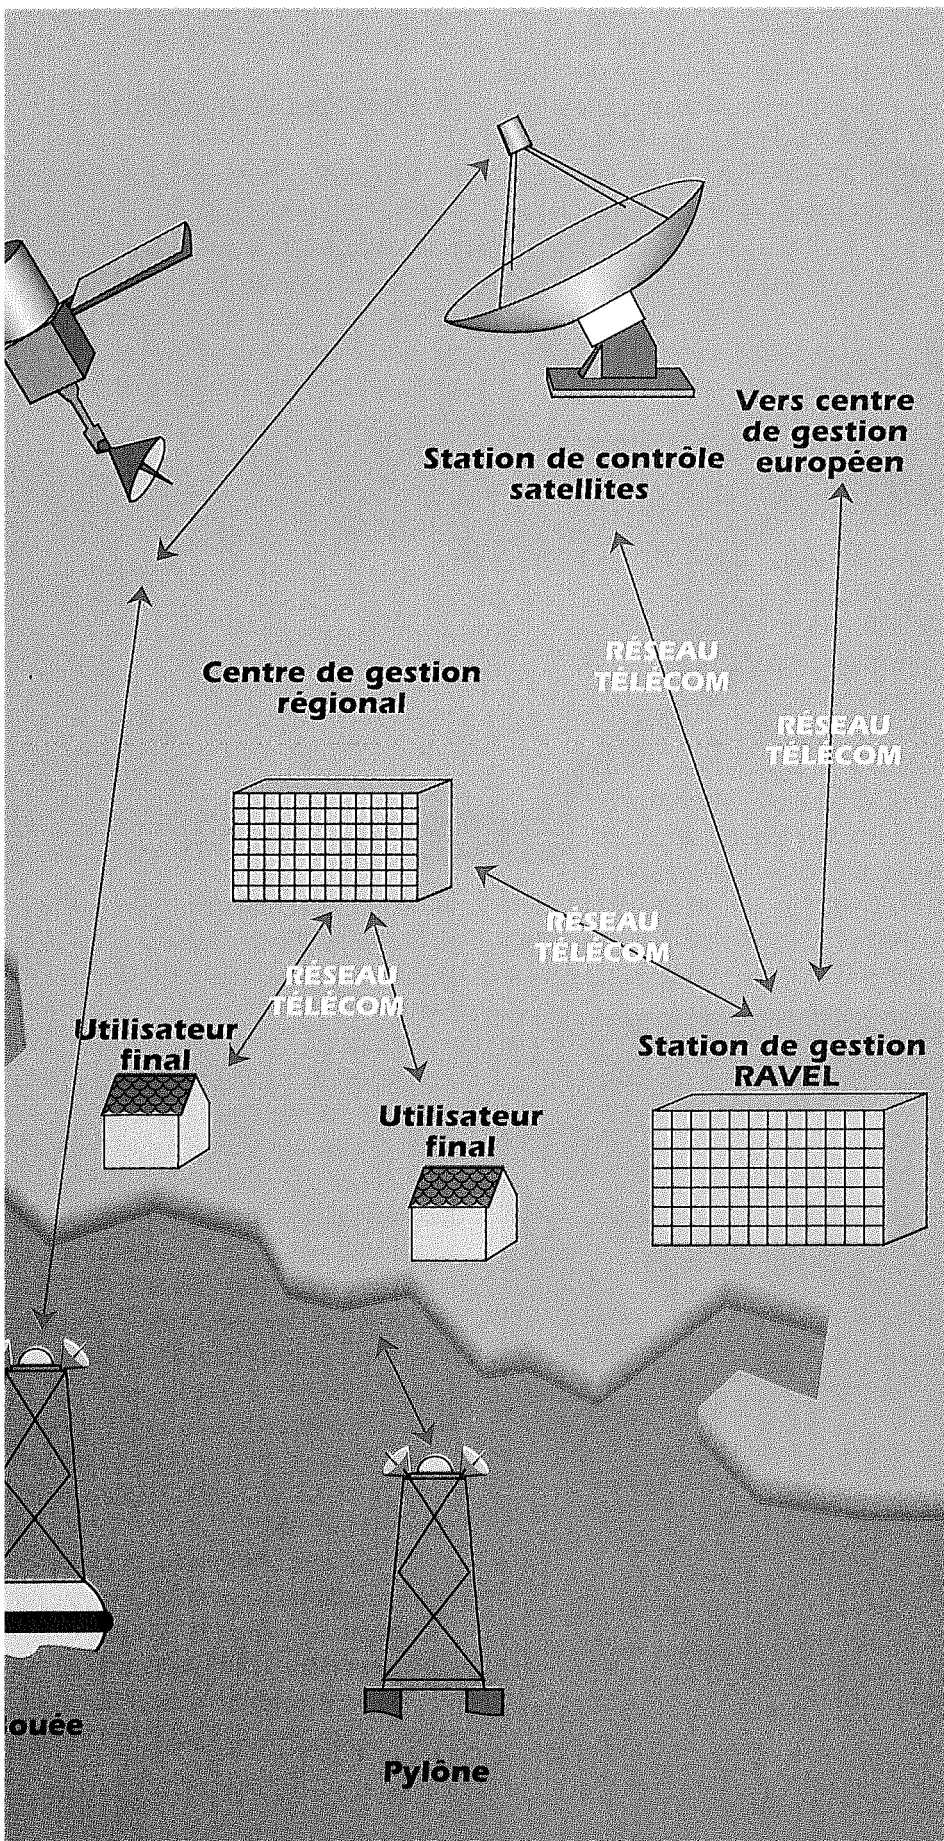 Vers centre
de gestion
européen
Station de contrôle
satellites
RÉSEAU
TÉLÉCOM
Centre de gestion
régional
RÉSEAU
TÉLÉCOM
RÉSEAU
TÉLÉCOM
RÉSEAU
TÉLÉCOM
Utilisateur
final
Station de gestion
RAVEL
Utilisateur
final
ouée
Pylône